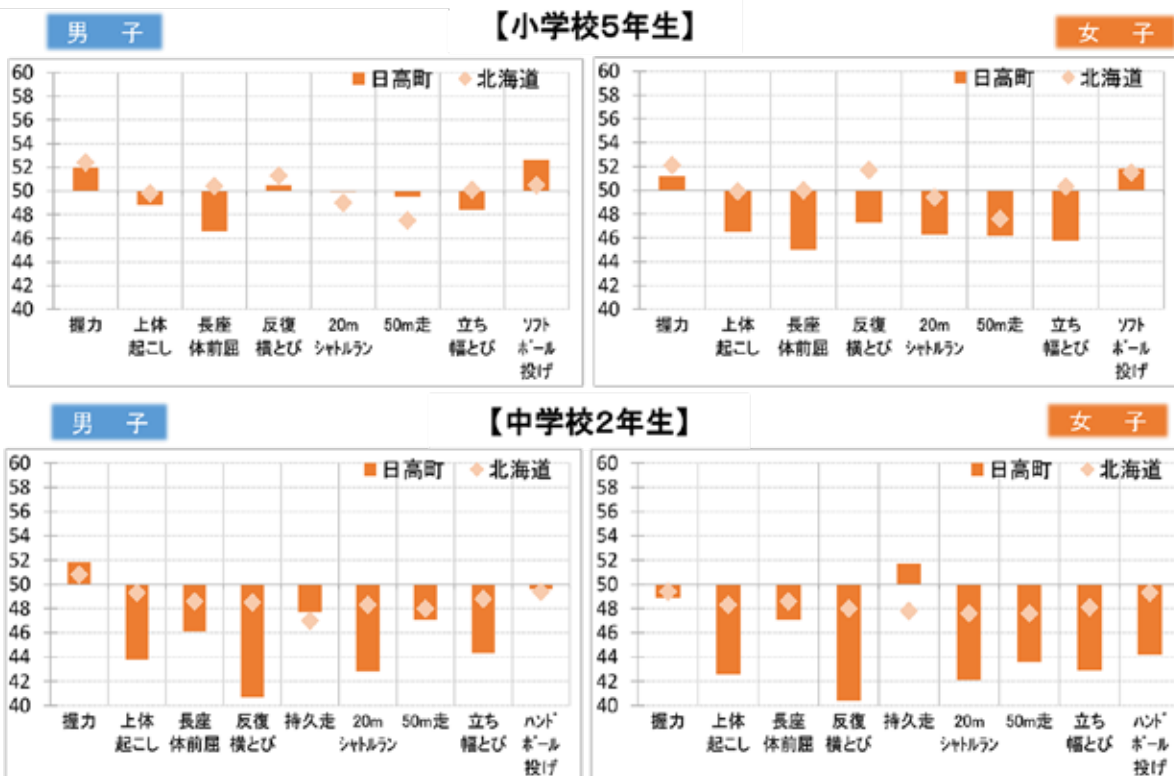 【小学校5年生】
男 子
女 子
日高町 北海道
60
58
56
54
52
50
48
46
44
42
40
握力 上体 長座 反復 20m 50m走 立ち ソフト
起こし 体前屈 横とび シャトルラン 幅とび ボール
投げ
日高町 北海道
60
58
56
54
52
50
48
46
44
42
40
握力 上体 長座 反復 20m 50m走 立ち ソフト
起こし 体前屈 横とび シャトルラン 幅とび ボール
投げ
【中学校2年生】
男 子
女 子
日高町 北海道
60
58
56
54
52
50
48
46
44
42
40
握力 上体 長座 反復 持久走 20m 50m走 立ち ハンド
起こし 体前屈 横とび シャトルラン 幅とび ボール
投げ
日高町 北海道
60
58
56
54
52
50
48
46
44
42
40
握力 上体 長座 反復 持久走 20m 50m走 立ち ハンド
起こし 体前屈 横とび シャトルラン 幅とび ボール
投げ